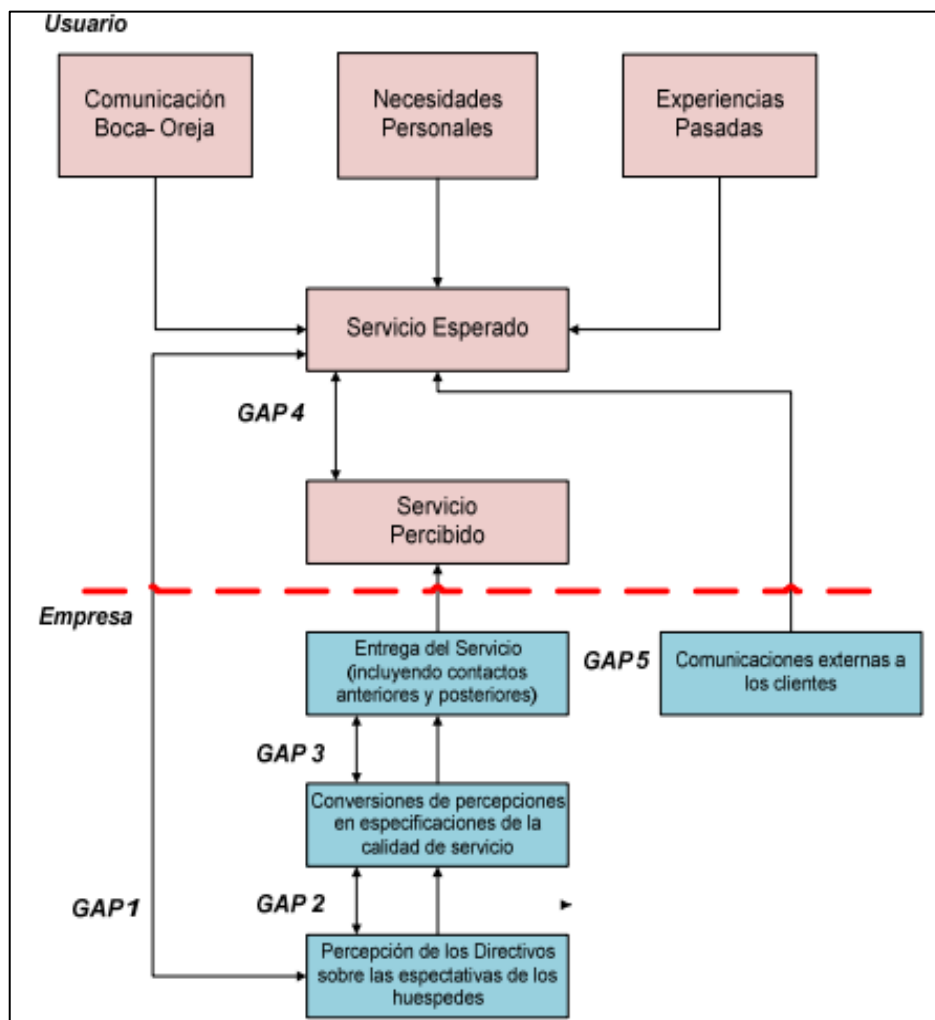 Usuario
Comunicación
Boca- Oreja
Necesidades
Personales
Experiencias
Pasadas
Servicio Esperado
GAP 4
Servicio
Percibido
Empresa
Entrega del Servicio
(incluyendo contactos
anteriores y posteriores)
GAP 5
Comunicaciones externas a
los clientes
GAP 3
Conversiones de percepciones
en especificaciones de la
calidad de servicio
GAP 1
GAP 2
Percepción de los Directivos
sobre las espectativas de los
huespedes